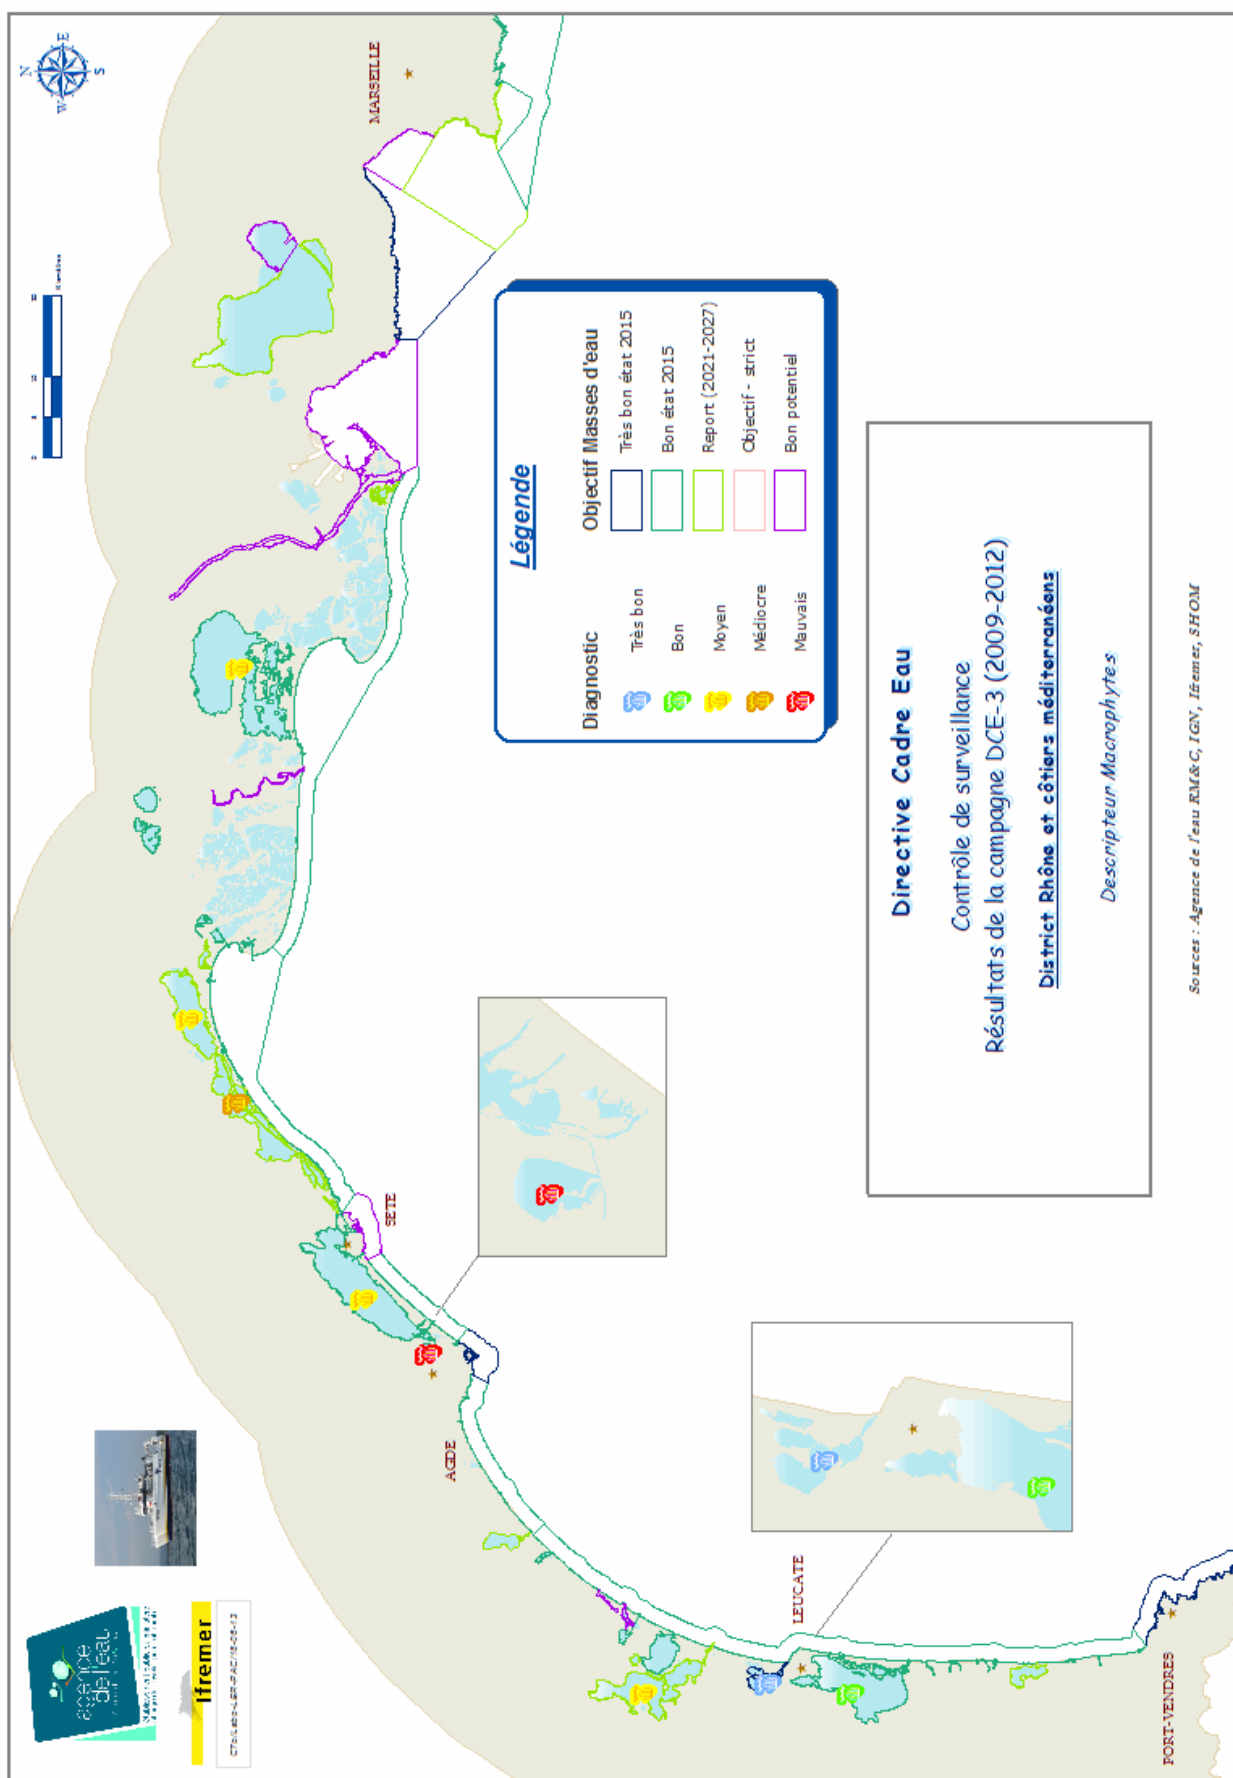 agence
de l'eau
Ifremer
MARSEILLE
SETE
AGDE
LEUCATE
PORT-VENDRES
N
E
S
W
Légende
Diagnostic
Très bon
Bon
Moyen
Médiocre
Mauvais
Objectif Masses d'eau
Très bon état 2015
Bon état 2015
Report (2021-2027)
Objectif - strict
Bon potentiel
Directive Cadre Eau
Contrôle de surveillance
Résultats de la campagne DCE-3 (2009-2012)
District Rhône et côtiers méditerranéens
Descripteur Macrophytes
Sources : Agence de l'eau RM&C, IGN, Ifremer, SHOM